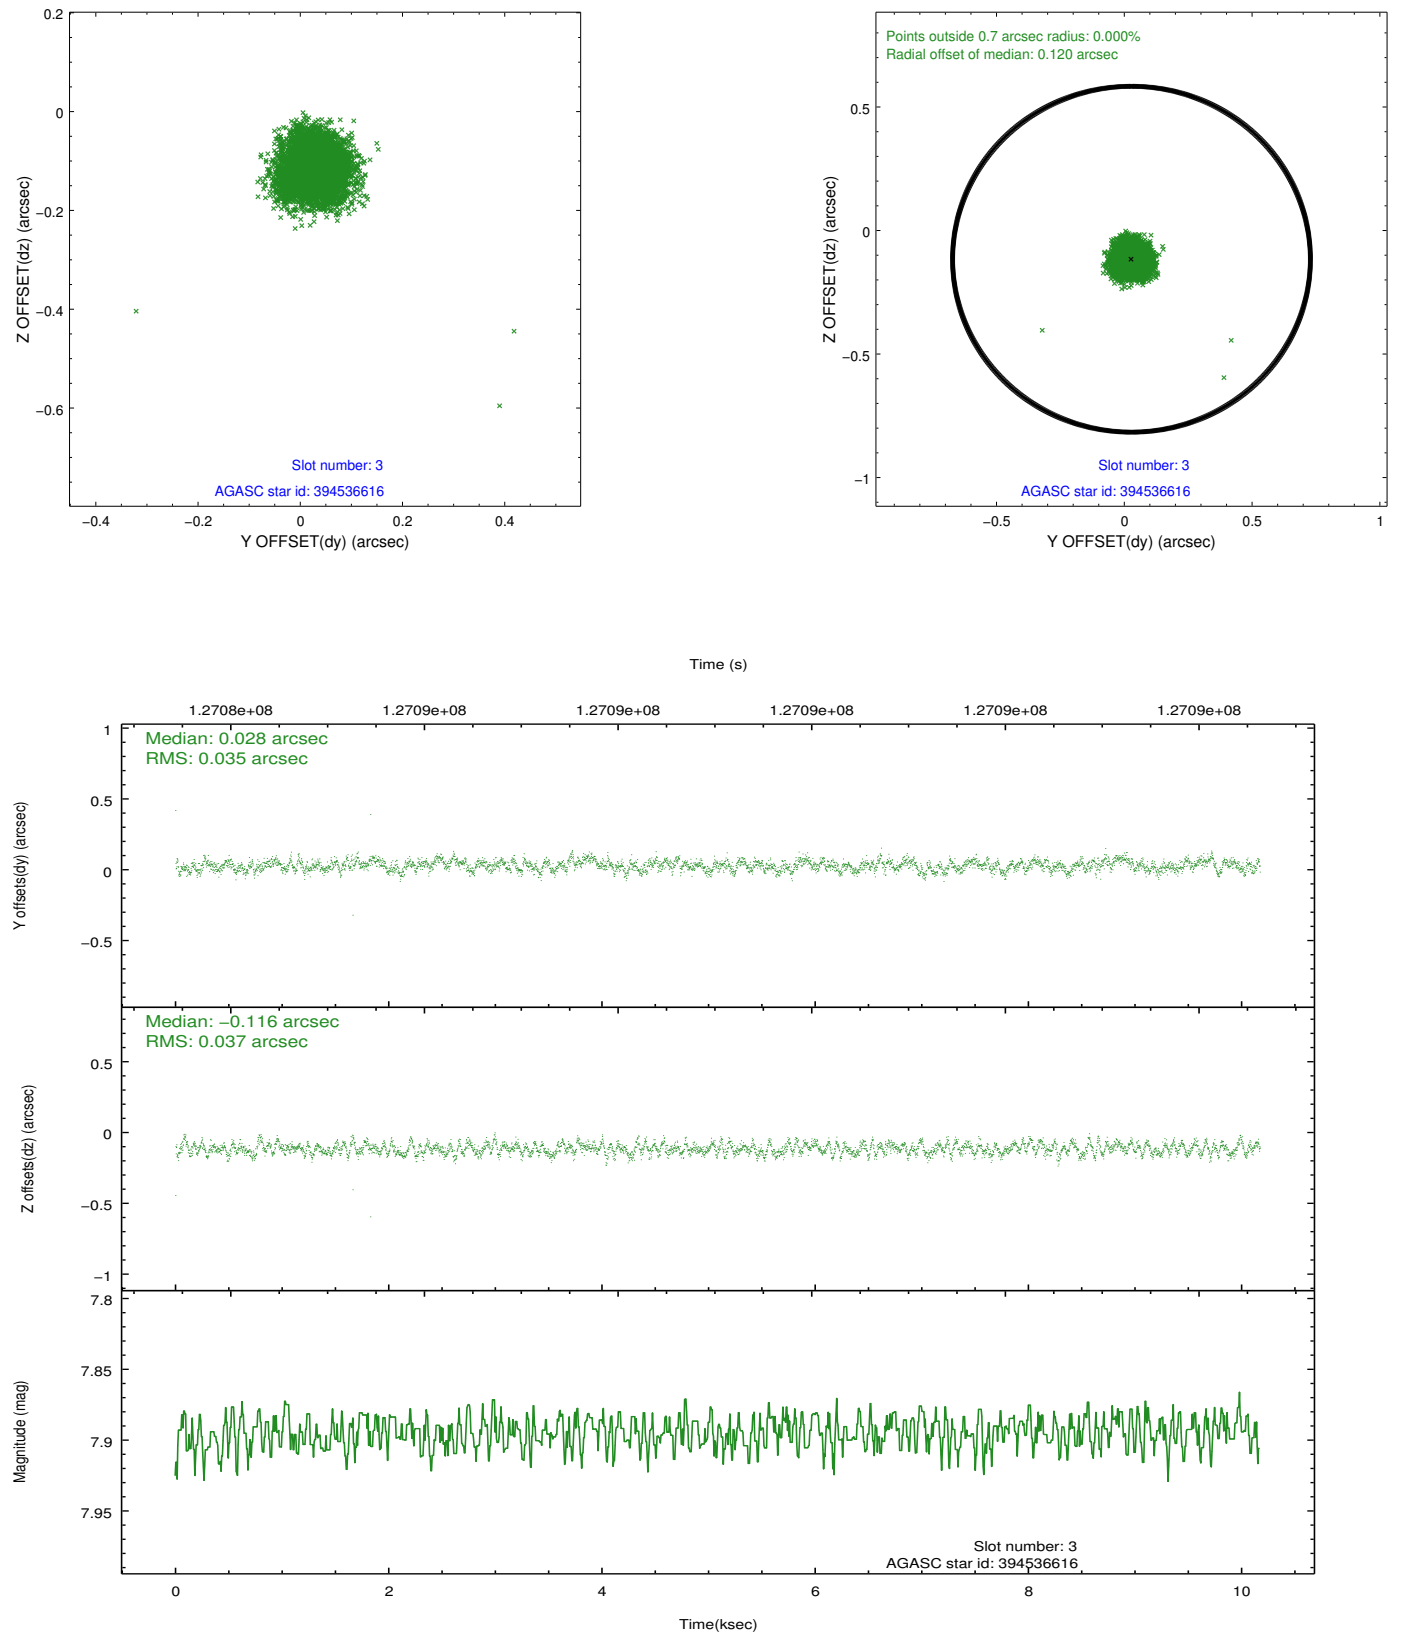 0.2
0
−0.2
−0.4
−0.6
Z OFFSET(dz) (arcsec)
Slot number: 3
AGASC star id: 394536616
−0.4
−0.2
0
0.2
0.4
Y OFFSET(dy) (arcsec)
Points outside 0.7 arcsec radius: 0.000%
Radial offset of median: 0.120 arcsec
0.5
0
−0.5
−1
Z OFFSET(dz) (arcsec)
Slot number: 3
AGASC star id: 394536616
−0.5
0
0.5
1
Y OFFSET(dy) (arcsec)
Time (s)
1.2708e+08
1.2709e+08
1.2709e+08
1.2709e+08
1.2709e+08
1.2709e+08
Median: 0.028 arcsec
RMS: 0.035 arcsec
1
0.5
0
−0.5
Y offsets(dy) (arcsec)
Median: −0.116 arcsec
RMS: 0.037 arcsec
0.5
0
−0.5
−1
Z offsets(dz) (arcsec)
7.8
7.85
7.9
7.95
Magnitude (mag)
Slot number: 3
AGASC star id: 394536616
0
2
4
6
8
10
Time(ksec)